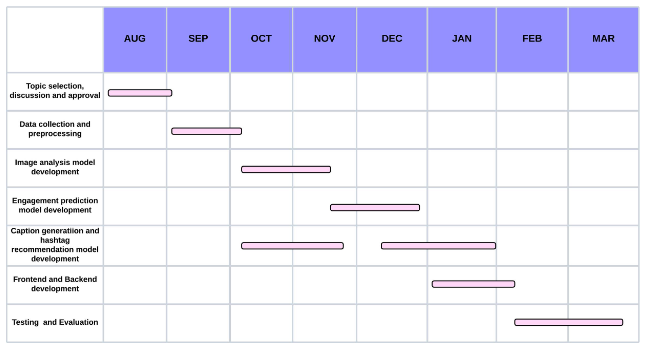 AUG SEP OCT NOV DEC JAN FEB MAR
Topic selection,
discussion and approval
Data collection and
preprocessing
Image analysis model
development
Engagement prediction
model development
Caption generatiion and
hashtag
recommendation model
development
Frontend and Backend
development
Testing and Evaluation